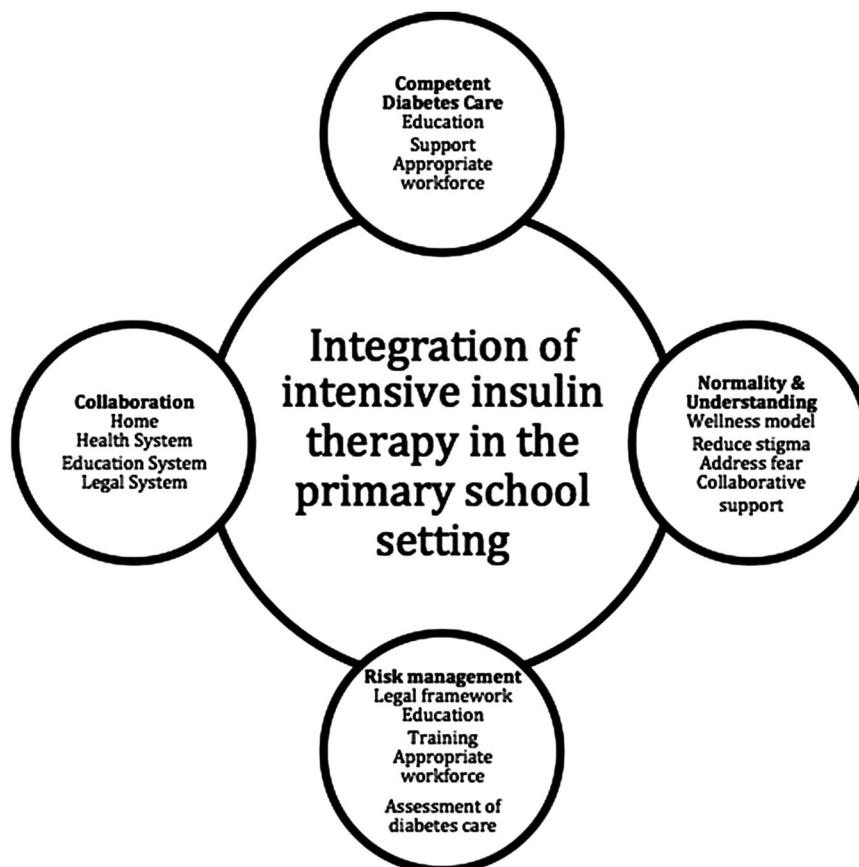 Competent
Diabetes Care
Education
Support
Appropriate
workforce
Integration of
intensive insulin
therapy in the
primary school
setting
Collaboration
Home
Health System
Education System
Legal System
Normality &
Understanding
Wellness model
Reduce stigma
Address fear
Collaborative
support
Risk management
Legal framework
Education
Training
Appropriate
workforce
Assessment of
diabetes care